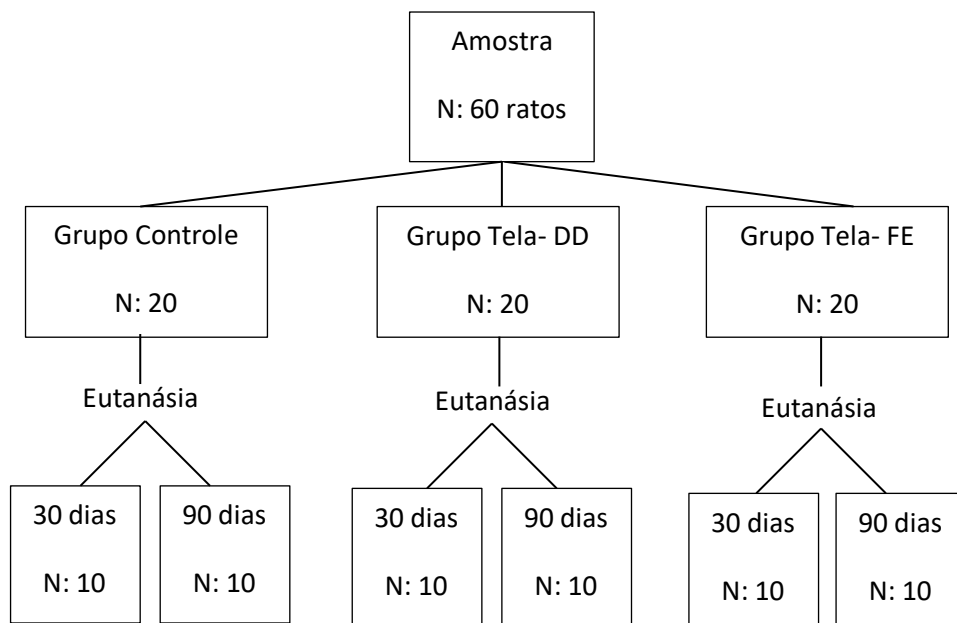 Amostra
N: 60 ratos
Grupo Controle
N: 20
Grupo Tela- DD
N: 20
Grupo Tela- FE
N: 20
Eutanásia
Eutanásia
Eutanásia
30 dias
N: 10
90 dias
N: 10
30 dias
N: 10
90 dias
N: 10
30 dias
N: 10
90 dias
N: 10